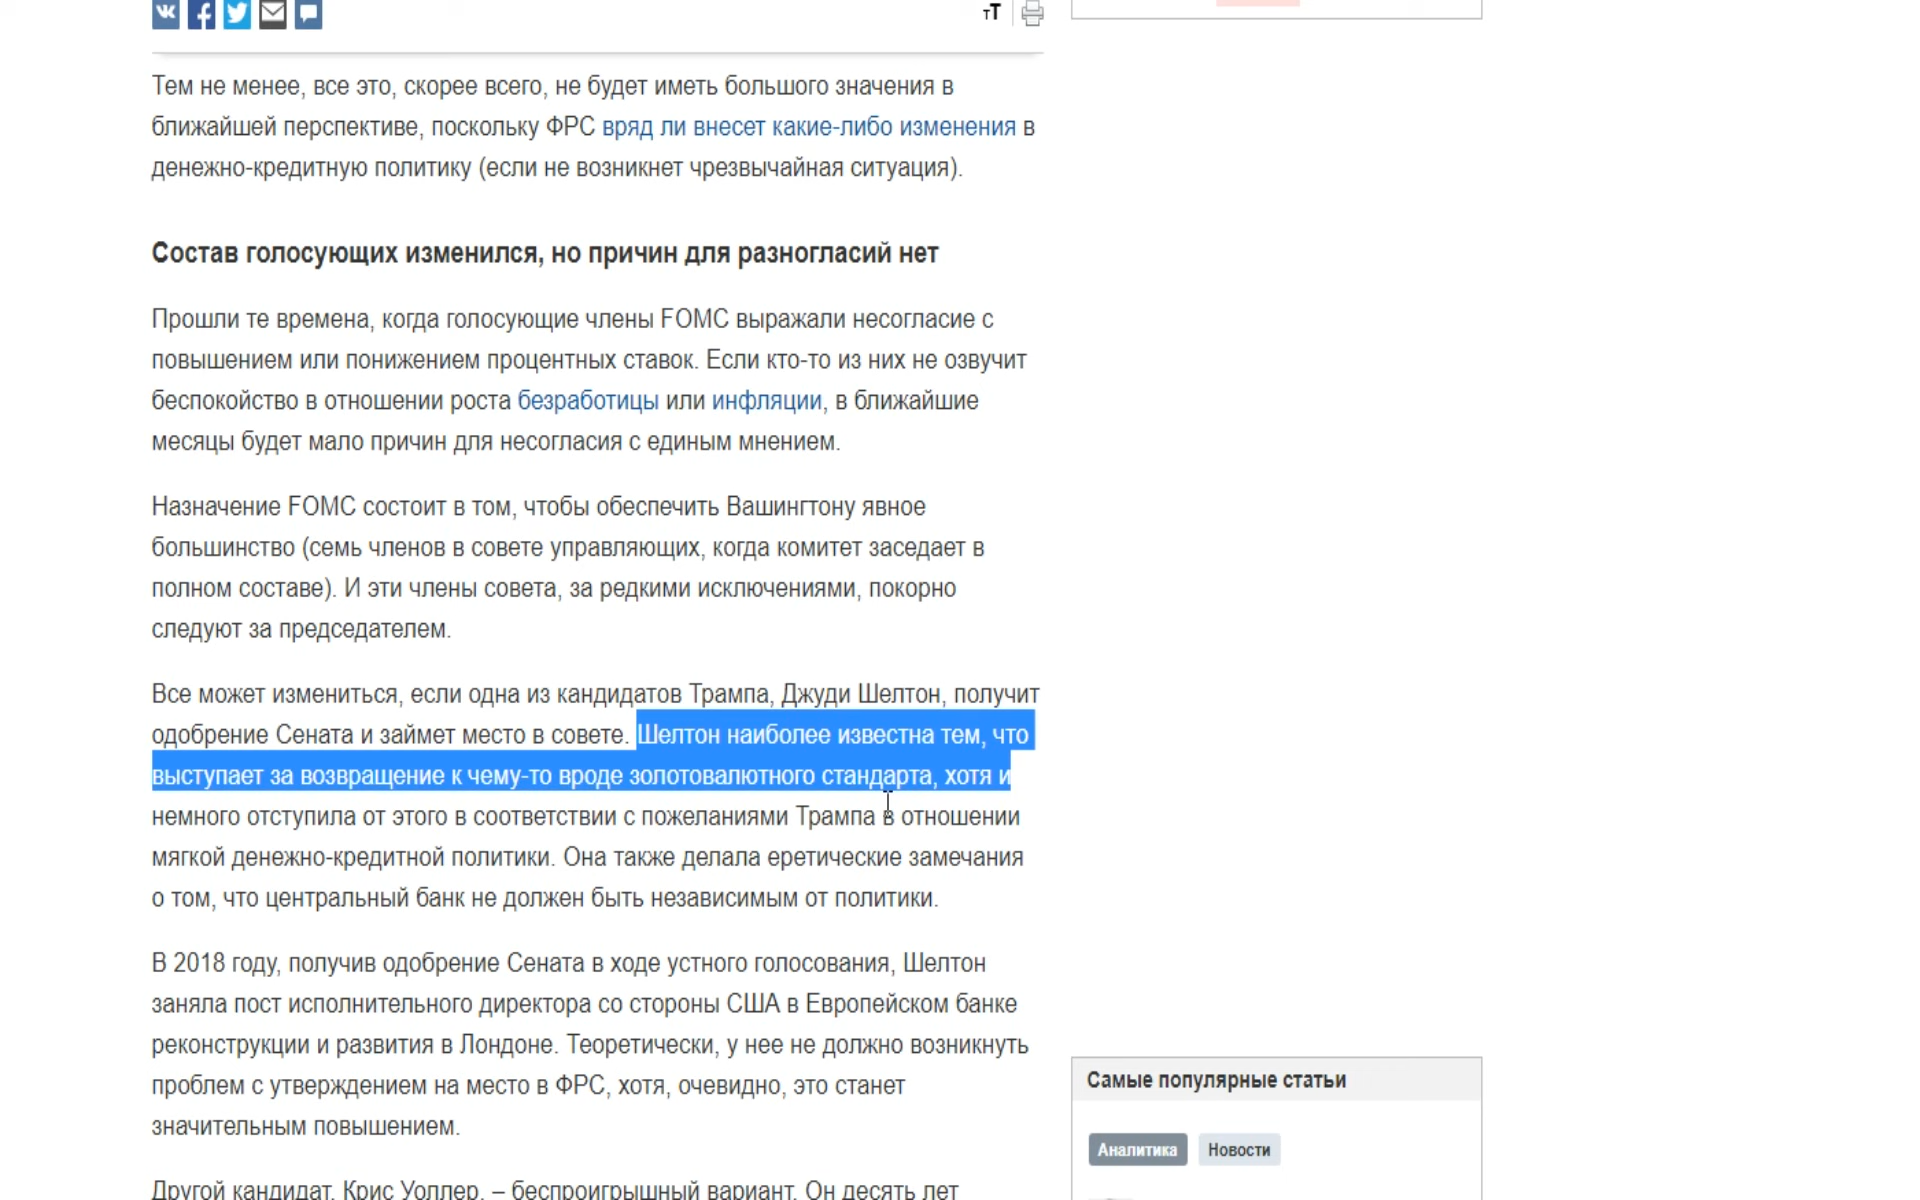 тТ
Тем не менее, все это, скорее всего, не будет иметь большого значения в
ближайшей перспективе, поскольку ФРС вряд ли внесет какие-либо изменения в
денежно-кредитную политику (если не возникнет чрезвычайная ситуация).
Состав голосующих изменился, но причин для разногласий нет
Прошли те времена, когда голосующие члены FOMC выражали несогласие с
повышением или понижением процентных ставок. Если кто-то из них не озвучит
беспокойство в отношении роста безработицы или инфляции, в ближайшие
месяцы будет мало причин для несогласия с единым мнением.
Назначение FOMC состоит в том, чтобы обеспечить Вашингтону явное
большинство (семь членов в совете управляющих, когда комитет заседает в
полном составе). И эти члены совета, за редкими исключениями, покорно
следуют за председателем.
Все может измениться, если одна из кандидатов Трампа, Джуди Шелтон, получит
одобрение Сената и займет место в совете. Шелтон наиболее известна тем, что
выступает за возвращение к чему-то вроде золотовалютного стандарта, хотя и
немного отступила от этого в соответствии с пожеланиями Трампа в отношении
мягкой денежно-кредитной политики. Она также делала еретические замечания
о том, что центральный банк не должен быть независимым от политики.
В 2018 году, получив одобрение Сената в ходе устного голосования, Шелтон
заняла пост исполнительного директора со стороны США в Европейском банке
реконструкции и развития в Лондоне. Теоретически, у нее не должно возникнуть
проблем с утверждением на место в ФРС, хотя, очевидно, это станет
значительным повышением.
Другой кандидат, Крис Уоллер, – беспроигрышный вариант. Он десять лет
Самые популярные статьи
Аналитика
Новости